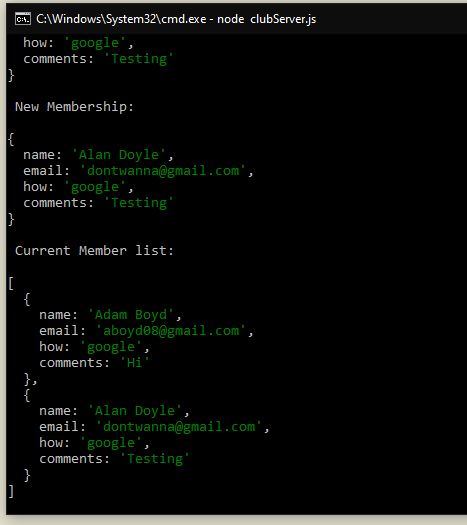 C:\Windows\System32\cmd.exe - node  clubServer.js
  how: 'google',
  comments: 'Testing'
}
 New Membership:
{
  name: 'Alan Doyle',
  email: 'dontwanna@gmail.com',
  how: 'google',
  comments: 'Testing'
}
 Current Member list:
[
  {
    name: 'Adam Boyd',
    email: 'aboyd08@gmail.com',
    how: 'google',
    comments: 'Hi'
  },
  {
    name: 'Alan Doyle',
    email: 'dontwanna@gmail.com',
    how: 'google',
    comments: 'Testing'
  }
]